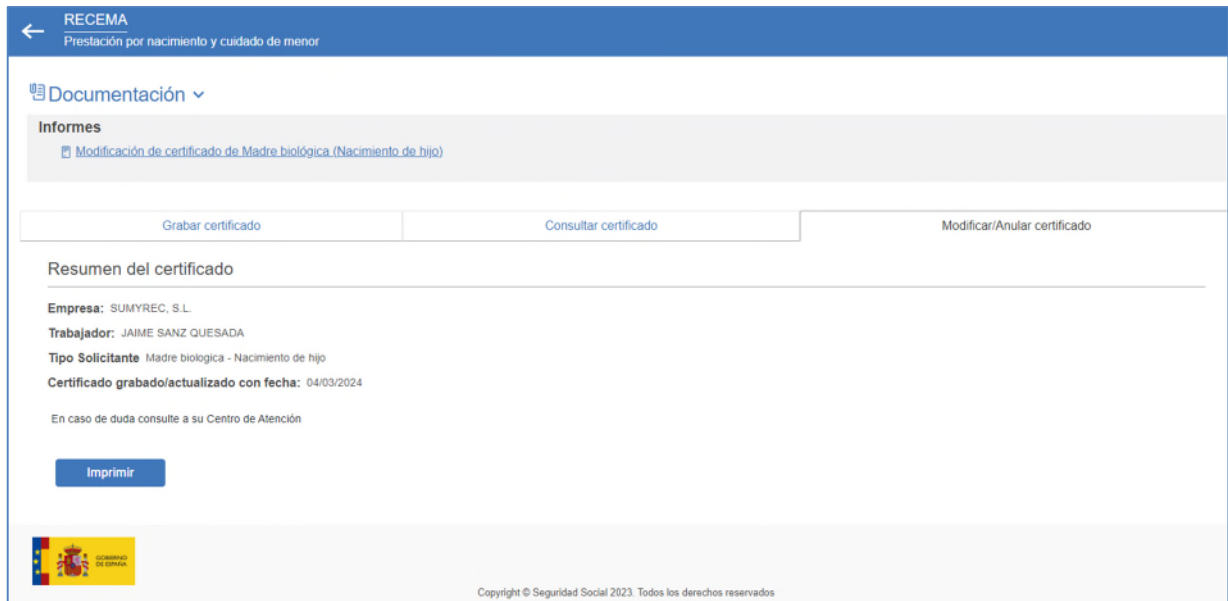 RECEMA
Prestación por nacimiento y cuidado de menor
Documentación
Informes
Modificación de certificado de Madre biológica (Nacimiento de hijo)
Grabar certificado
Consultar certificado
Modificar/Anular certificado
Resumen del certificado
Empresa: SUMYREC, S.L.
Trabajador: JAIME SANZ QUESADA
Tipo Solicitante Madre biologica - Nacimiento de hijo
Certificado grabado/actualizado con fecha: 04/03/2024
En caso de duda consulte a su Centro de Atención
Imprimir
GOBIERNO
DE ESPAÑA
Copyright © Seguridad Social 2023. Todos los derechos reservados